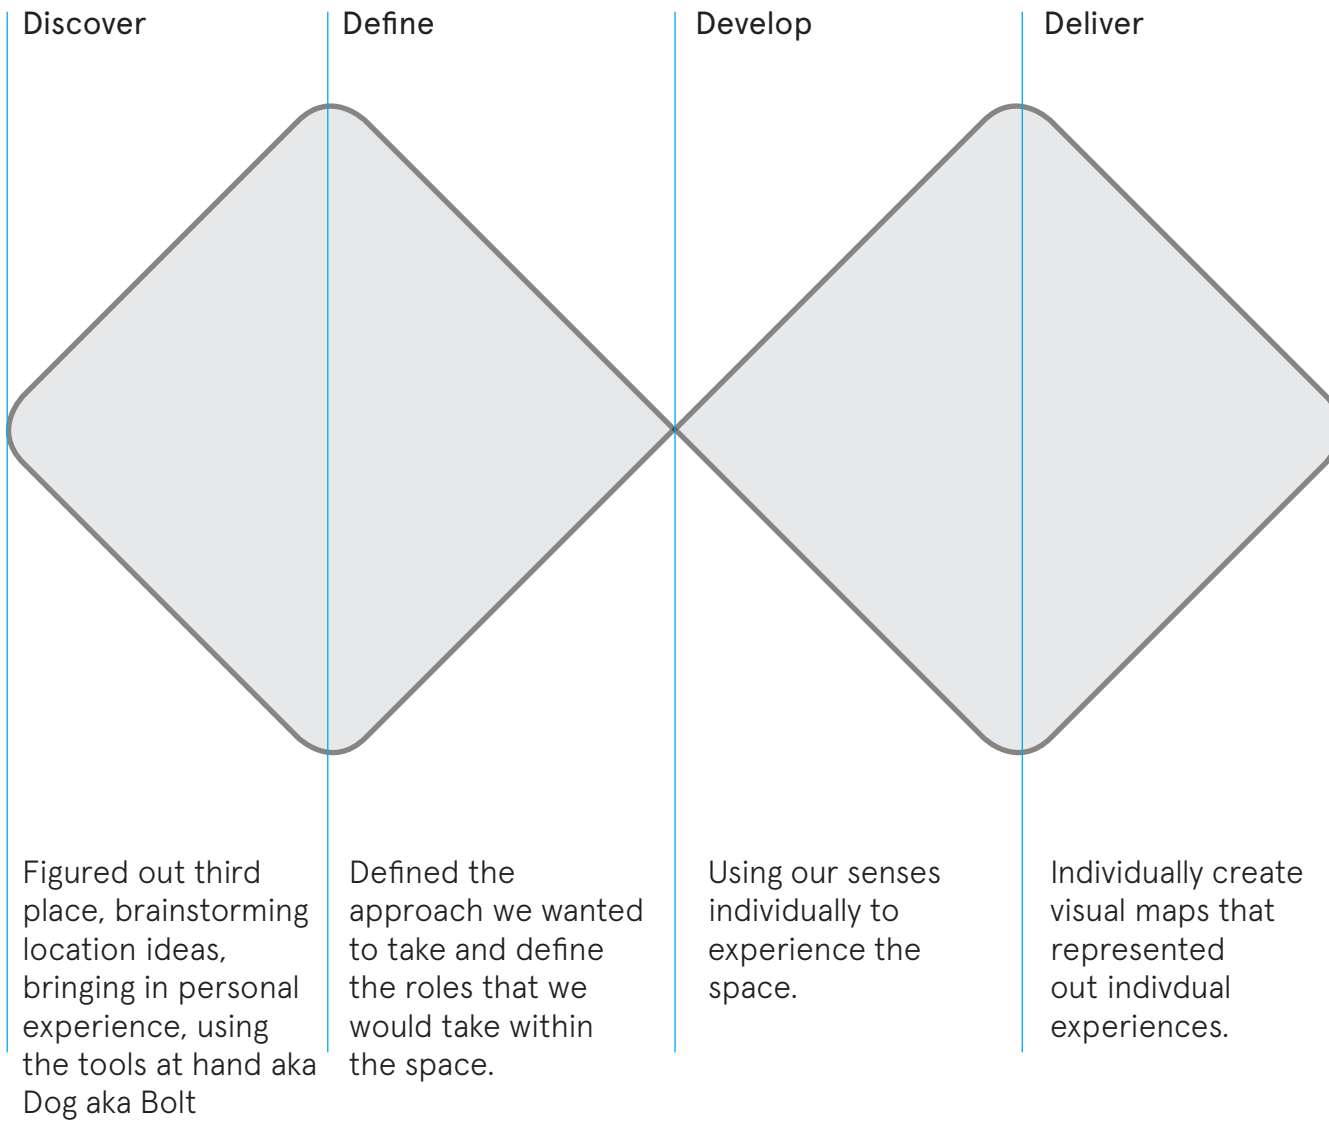 Discover
Define
Develop
Deliver
Figured out third
place, brainstorming
location ideas,
bringing in personal
experience, using
the tools at hand aka
Dog aka Bolt
Defined the
approach we wanted
to take and define
the roles that we
would take within
the space.
Using our senses
individually to
experience the
space.
Individually create
visual maps that
represented
out indivdual
experiences.